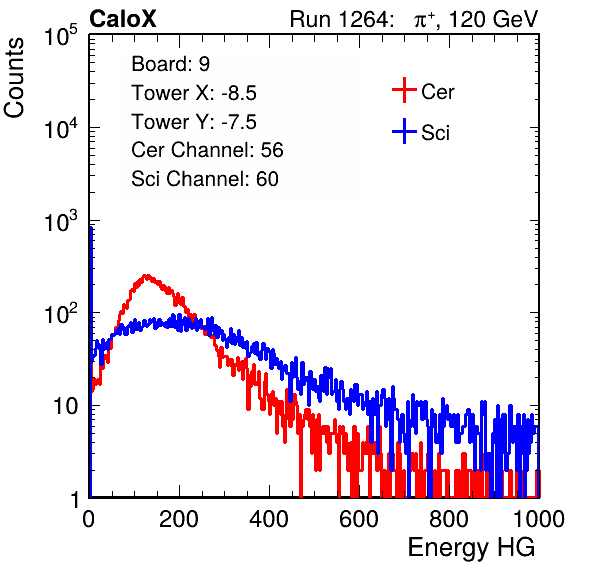 CaloX Run 1264: π⁺, 120 GeV
Counts
Board: 9
Tower X: -8.5
Tower Y: -7.5
Cer Channel: 56
Sci Channel: 60
Cer
Sci
10⁵
10⁴
10³
10²
10
1
0 200 400 600 800 1000
Energy HG